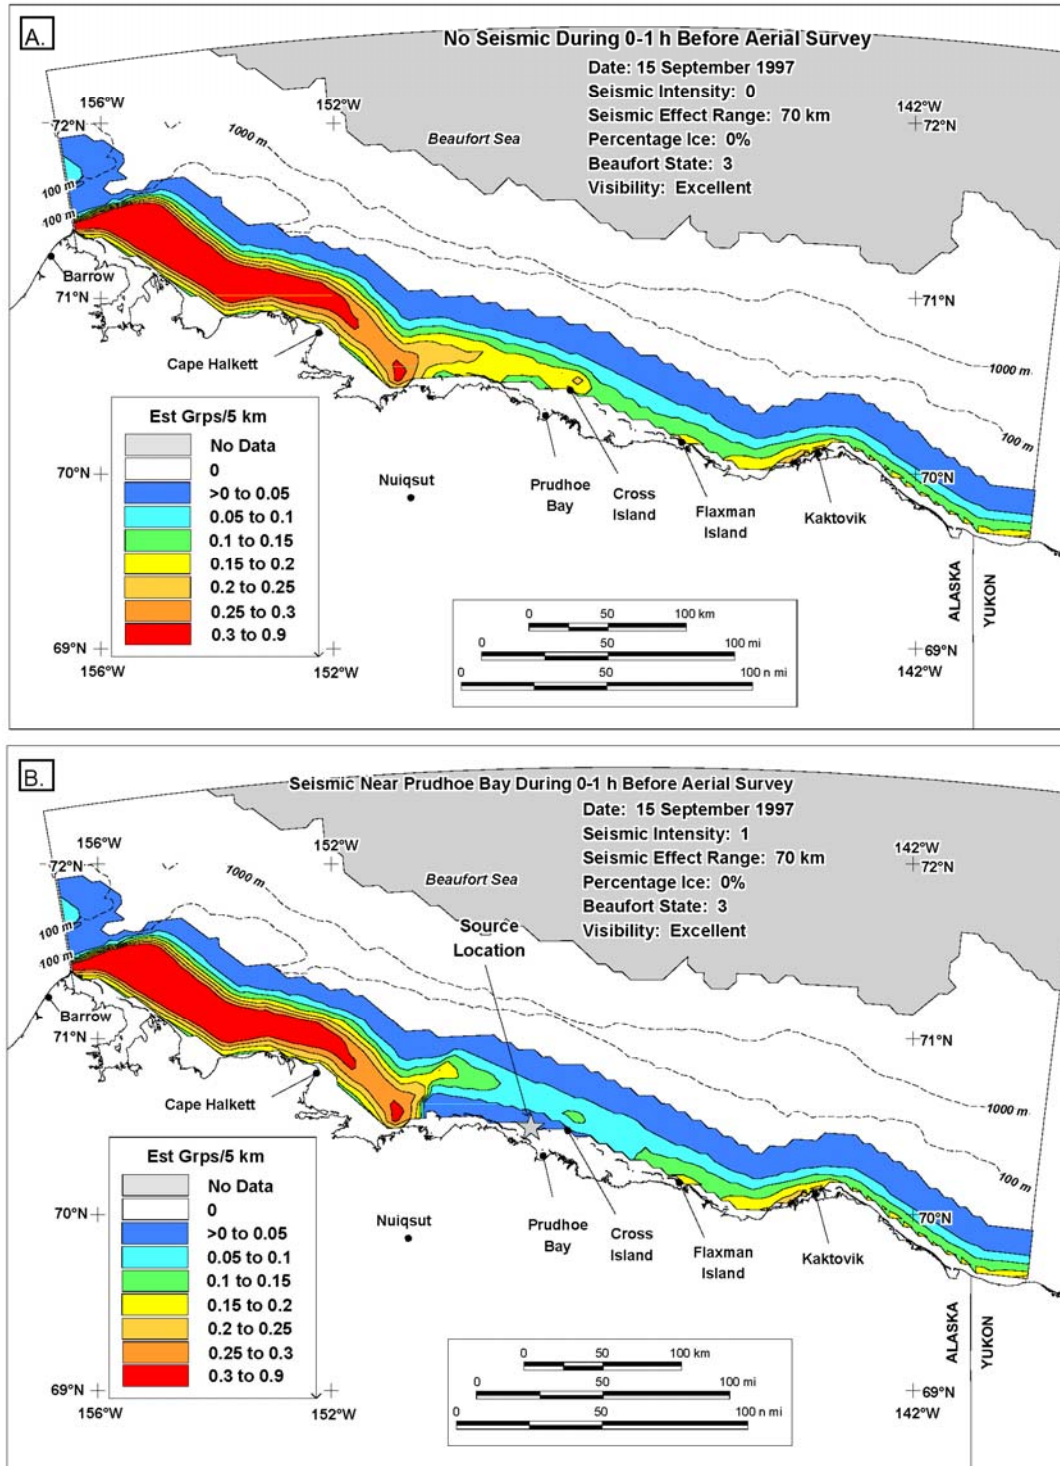 A.
No Seismic During 0-1 h Before Aerial Survey
Date: 15 September 1997
Seismic Intensity: 0
Seismic Effect Range: 70 km
Percentage Ice: 0%
Beaufort State: 3
Visibility: Excellent
156°W
152°W
142°W
72°N
72°N
Beaufort Sea
1000 m
100 m
100 m
Barrow
71°N
71°N
Cape Halkett
1000 m
100 m
Est Grps/5 km
No Data
0
>0 to 0.05
0.05 to 0.1
0.1 to 0.15
0.15 to 0.2
0.2 to 0.25
0.25 to 0.3
0.3 to 0.9
70°N
70°N
Nuiqsut
Prudhoe
Bay
Cross
Island
Flaxman
Island
Kaktovik
ALASKA
YUKON
0 50 100 km
0 50 100 mi
0 50 100 n mi
69°N
69°N
156°W
152°W
142°W
B.
Seismic Near Prudhoe Bay During 0-1 h Before Aerial Survey
Date: 15 September 1997
Seismic Intensity: 1
Seismic Effect Range: 70 km
Percentage Ice: 0%
Beaufort State: 3
Visibility: Excellent
156°W
152°W
142°W
72°N
72°N
Beaufort Sea
1000 m
Source
Location
100 m
100 m
Barrow
71°N
71°N
Cape Halkett
1000 m
100 m
Est Grps/5 km
No Data
0
>0 to 0.05
0.05 to 0.1
0.1 to 0.15
0.15 to 0.2
0.2 to 0.25
0.25 to 0.3
0.3 to 0.9
70°N
70°N
Nuiqsut
Prudhoe
Bay
Cross
Island
Flaxman
Island
Kaktovik
ALASKA
YUKON
0 50 100 km
0 50 100 mi
0 50 100 n mi
69°N
69°N
156°W
152°W
142°W